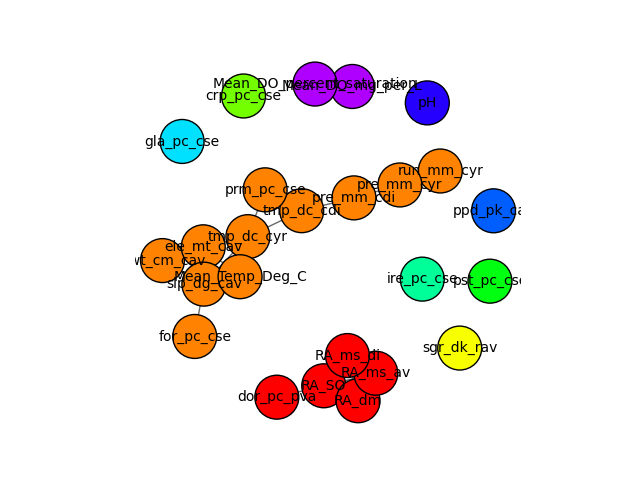 Mean_DO_percent_saturation
Mean_DO_mg_per_L
crp_pc_cse
pH
gla_pc_cse
run_mm_cyr
pre_mm_cyr
prm_pc_cse
pre_mm_cdi
tmp_dc_cdi
ppd_pk_ca
tmp_dc_cyr
ele_mt_cav
wt_cm_cav
Mean_Temp_Deg_C
slp_dg_cav
ire_pc_cse
pst_pc_cse
for_pc_cse
sgr_dk_rav
RA_ms_di
RA_ms_av
RA_SO
dor_pc_pva
RA_dm